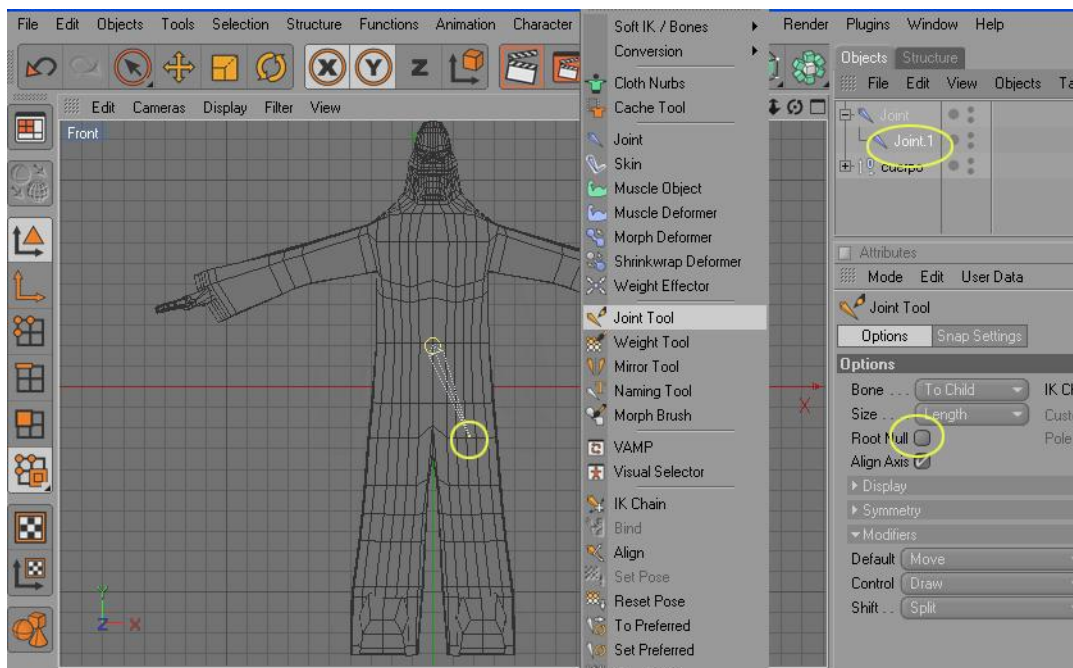 File Edit Objects Tools Selection Structure Functions Animation Character
Soft IK / Bones
Render Plugins Window Help
Conversion
Cloth Nurbs
Cache Tool
Joint
Skin
Muscle Object
Muscle Deformer
Morph Deformer
Shrinkwrap Deformer
Weight Effector
Joint Tool
Weight Tool
Mirror Tool
Naming Tool
Morph Brush
VAMP
Visual Selector
IK Chain
Bind
Align
Set Pose
Reset Pose
To Preferred
Set Preferred
X Y Z
Edit Cameras Display Filter View
Front
X
Y
Z X
Objects Structure
File Edit View Objects
Joint
Joint.1
cuerpo
Attributes
Mode Edit User Data
Joint Tool
Options Snap Settings
Options
Bone . . . To Child
Size . . Length
Root Null Pole
Align Axis
Display
Symmetry
Modifiers
Default Move
Control Draw
Shift . . Split